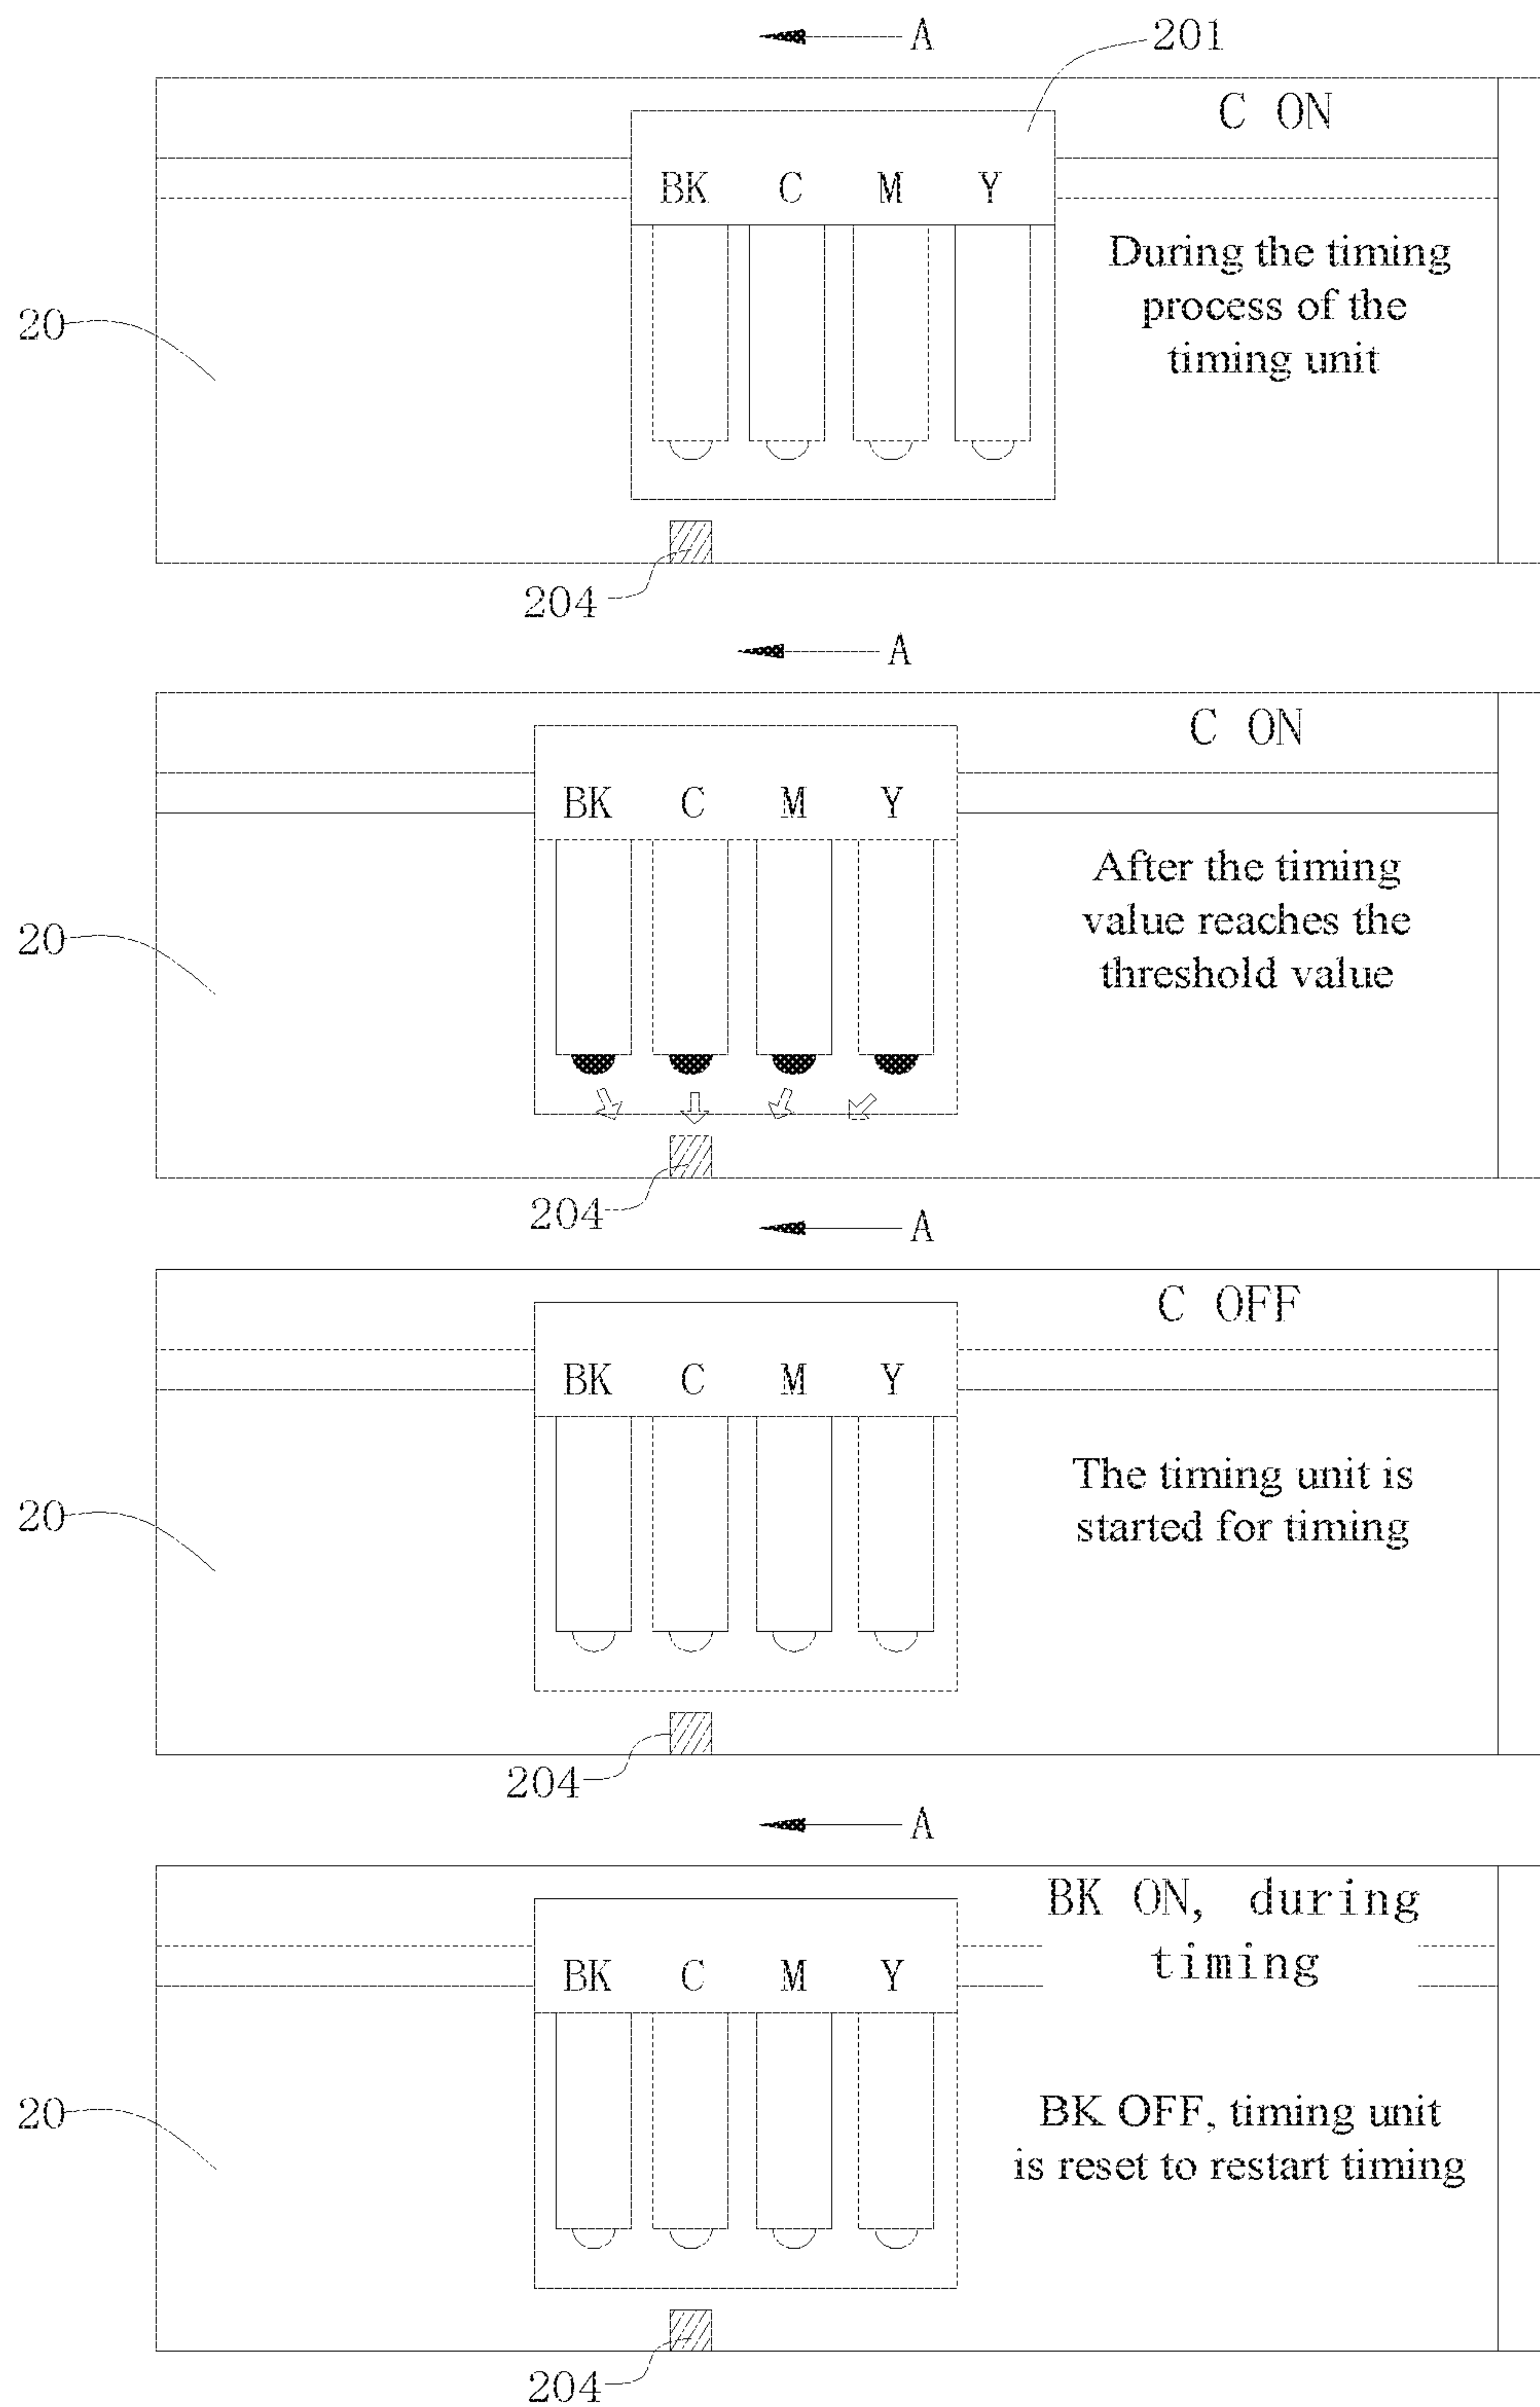 A
201
C ON
BK C M Y
During the timing
process of the
timing unit
20
204
A
C ON
BK C M Y
After the timing
value reaches the
threshold value
20
204
A
C OFF
BK C M Y
The timing unit is
started for timing
20
204
A
BK ON, during
timing
BK C M Y
BK OFF, timing unit
is reset to restart timing
20
204